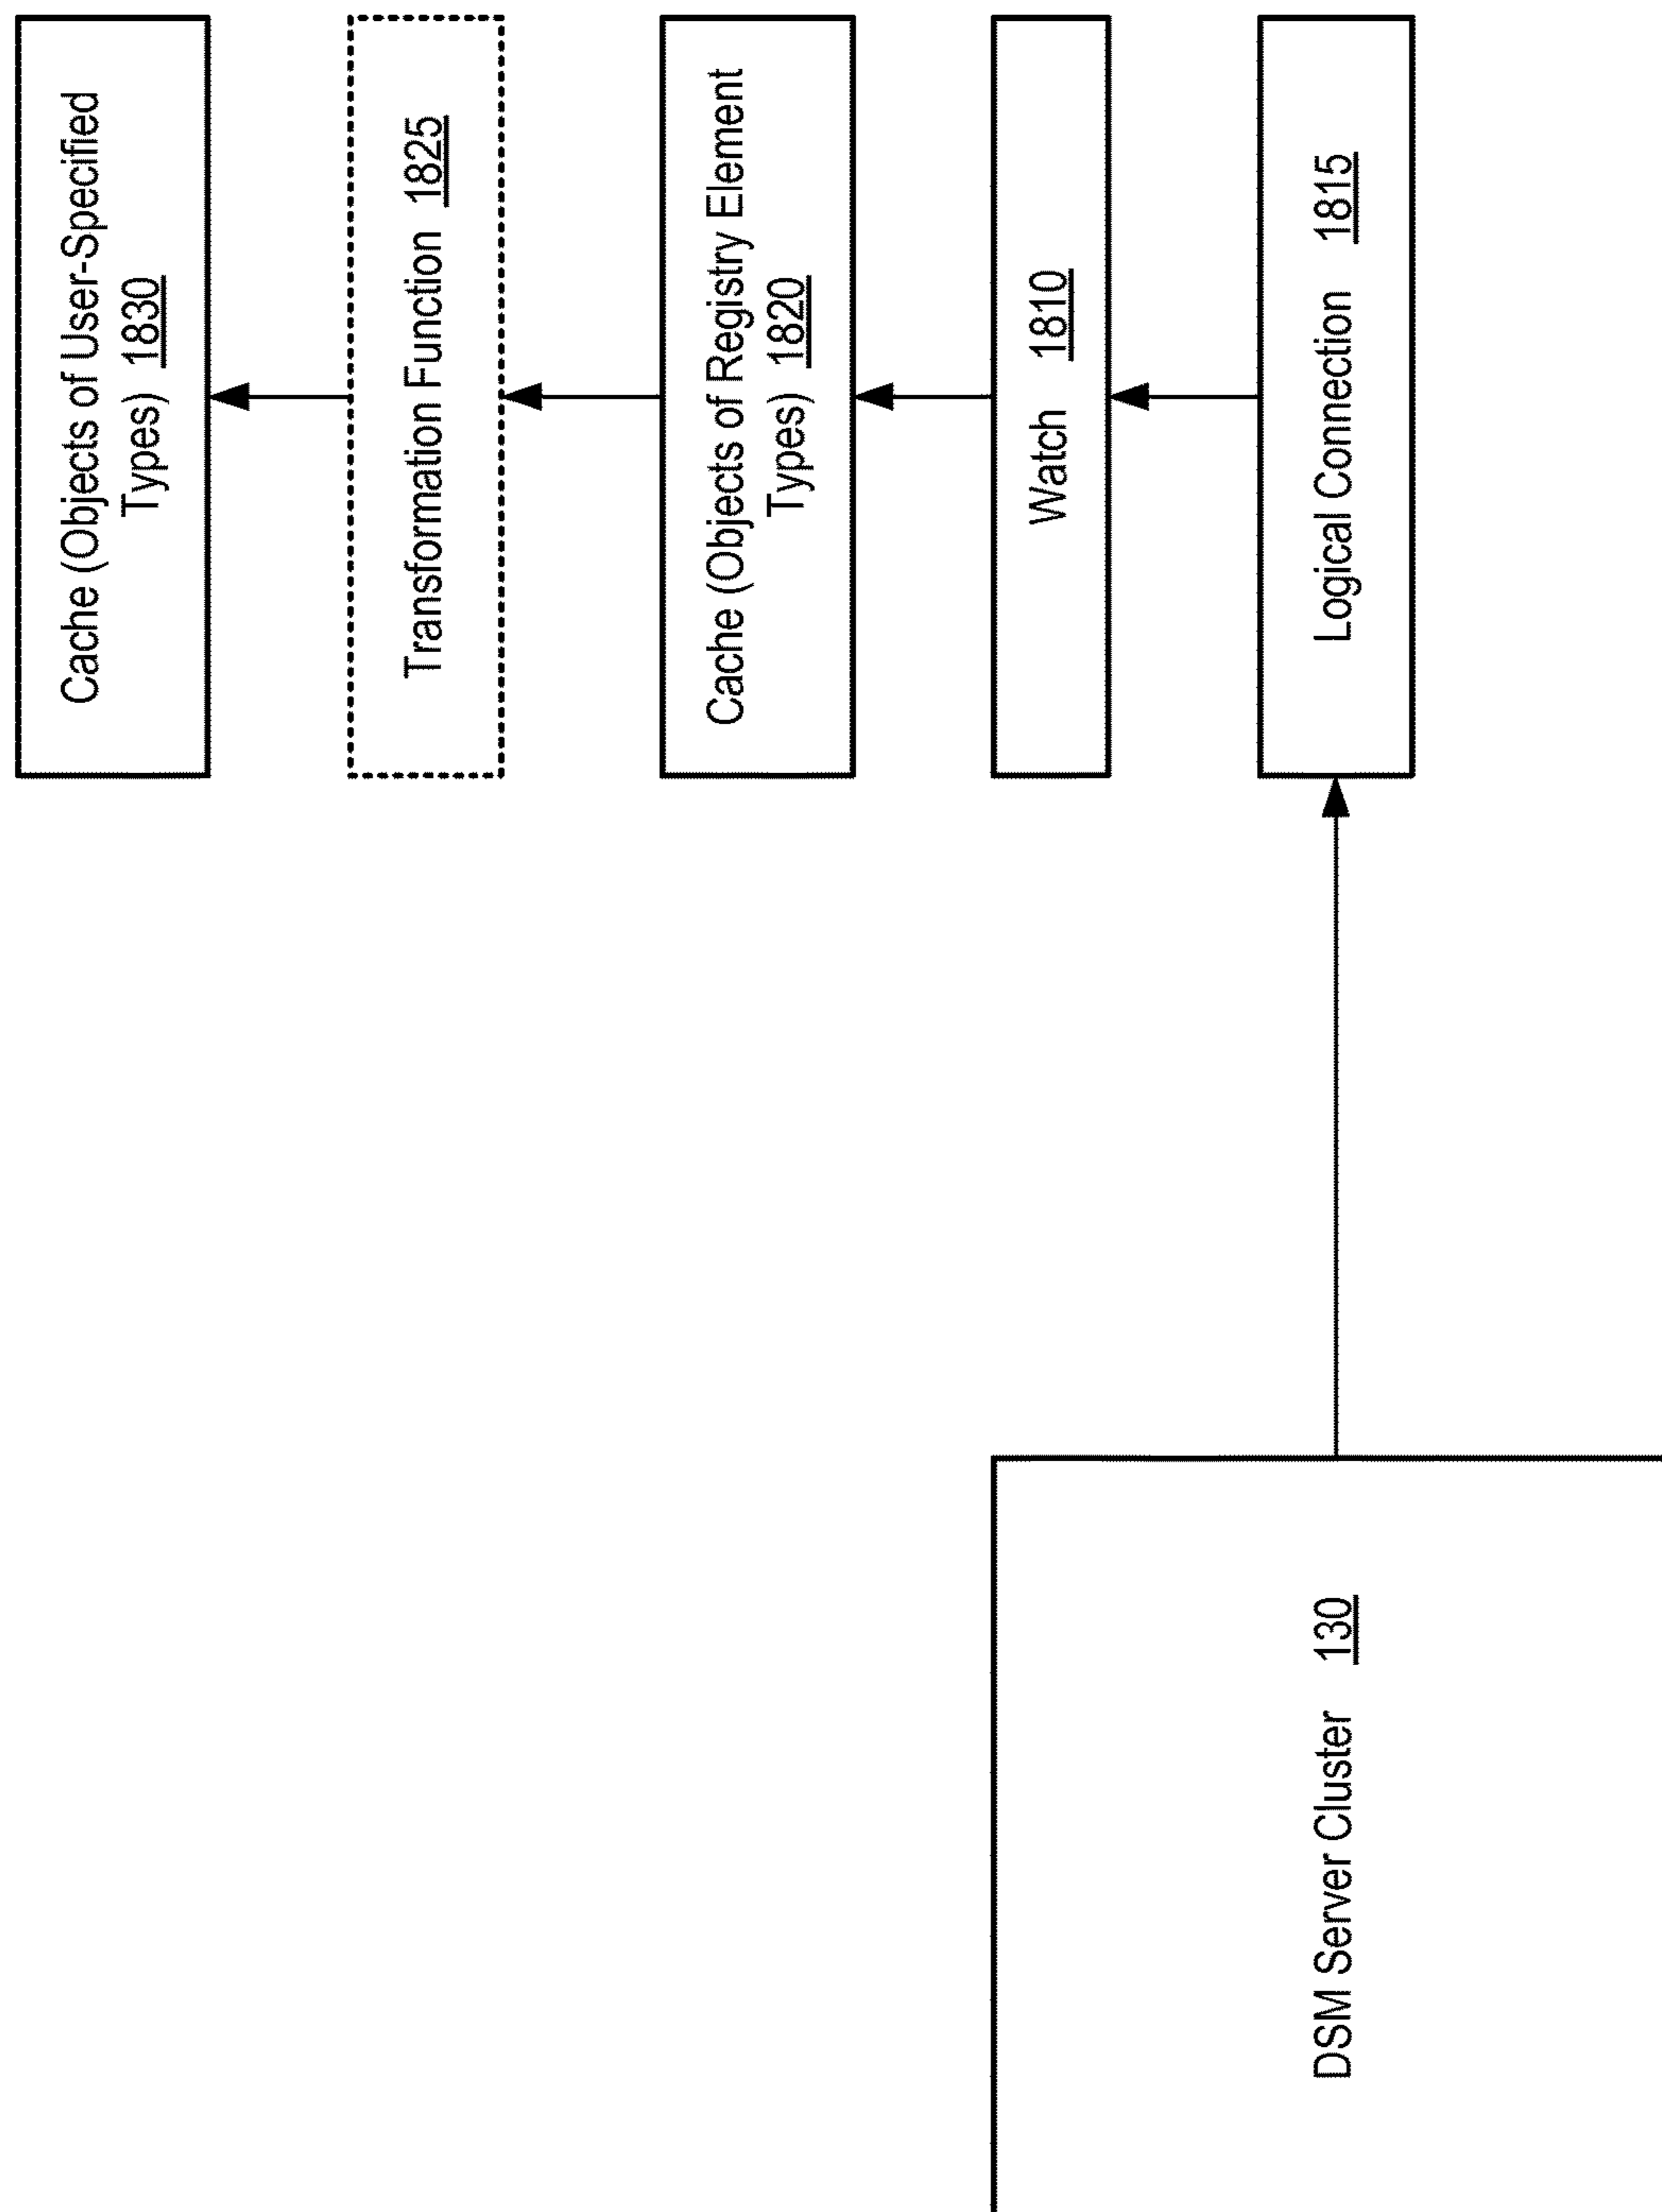 Cache (Objects of User-Specified
Types) 1830
Transformation Function 1825
Cache (Objects of Registry Element
Types) 1820
Watch 1810
DSM Server Cluster 130
Logical Connection 1815